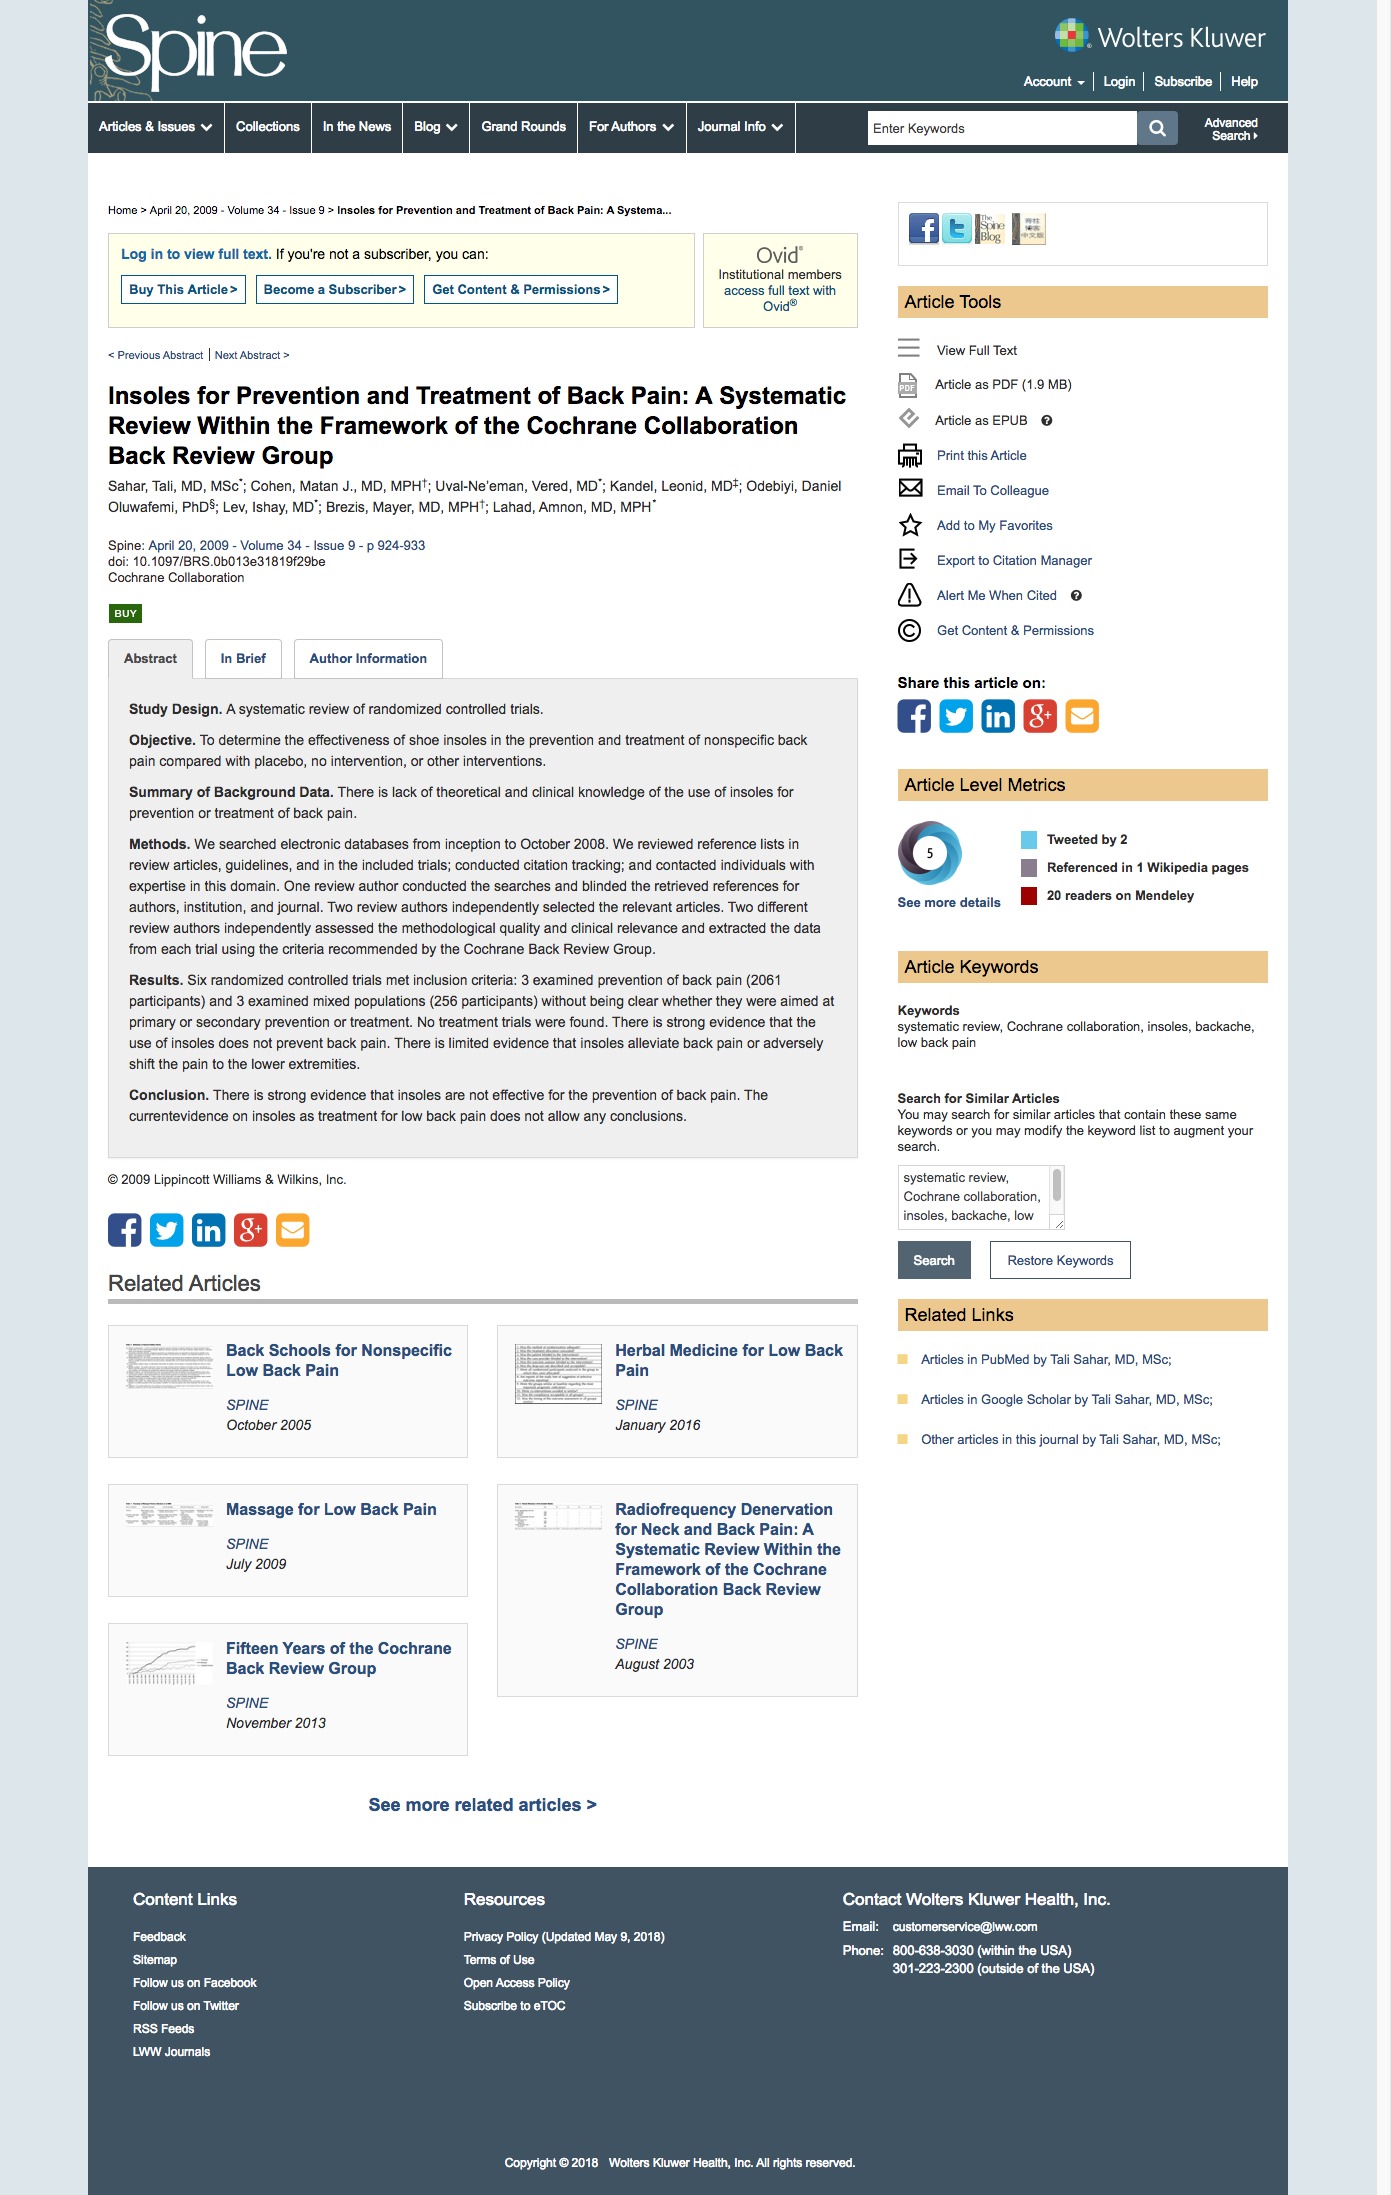 Spine
Wolters Kluwer
Account
Login
Subscribe
Help
Articles & Issues
Collections
In the News
Blog
Grand Rounds
For Authors
Journal Info
Enter Keywords
Advanced
Search
Home > April 20, 2009 - Volume 34 - Issue 9 > Insoles for Prevention and Treatment of Back Pain: A Systema...
Log in to view full text. If you're not a subscriber, you can:
Buy This Article>
Become a Subscriber>
Get Content & Permissions>
Ovid®
Institutional members
access full text with
Ovid®
< Previous Abstract | Next Abstract >
Insoles for Prevention and Treatment of Back Pain: A Systematic
Review Within the Framework of the Cochrane Collaboration
Back Review Group
Sahar, Tali, MD, MSc*; Cohen, Matan J., MD, MPH†; Uval-Ne'eman, Vered, MD*; Kandel, Leonid, MD‡; Odebiyi, Daniel
Oluwafemi, PhD§; Lev, Ishay, MD*; Brezis, Mayer, MD, MPH†; Lahad, Amnon, MD, MPH*
Spine: April 20, 2009 - Volume 34 - Issue 9 - p 924-933
doi: 10.1097/BRS.0b013e31819f29be
Cochrane Collaboration
BUY
Abstract
In Brief
Author Information
Study Design. A systematic review of randomized controlled trials.
Objective. To determine the effectiveness of shoe insoles in the prevention and treatment of nonspecific back
pain compared with placebo, no intervention, or other interventions.
Summary of Background Data. There is lack of theoretical and clinical knowledge of the use of insoles for
prevention or treatment of back pain.
Methods. We searched electronic databases from inception to October 2008. We reviewed reference lists in
review articles, guidelines, and in the included trials; conducted citation tracking; and contacted individuals with
expertise in this domain. One review author conducted the searches and blinded the retrieved references for
authors, institution, and journal. Two review authors independently selected the relevant articles. Two different
review authors independently assessed the methodological quality and clinical relevance and extracted the data
from each trial using the criteria recommended by the Cochrane Back Review Group.
Results. Six randomized controlled trials met inclusion criteria: 3 examined prevention of back pain (2061
participants) and 3 examined mixed populations (256 participants) without being clear whether they were aimed at
primary or secondary prevention or treatment. No treatment trials were found. There is strong evidence that the
use of insoles does not prevent back pain. There is limited evidence that insoles alleviate back pain or adversely
shift the pain to the lower extremities.
Conclusion. There is strong evidence that insoles are not effective for the prevention of back pain. The
currentevidence on insoles as treatment for low back pain does not allow any conclusions.
© 2009 Lippincott Williams & Wilkins, Inc.
Related Articles
Back Schools for Nonspecific
Low Back Pain
SPINE
October 2005
Herbal Medicine for Low Back
Pain
SPINE
January 2016
Massage for Low Back Pain
SPINE
July 2009
Radiofrequency Denervation
for Neck and Back Pain: A
Systematic Review Within the
Framework of the Cochrane
Collaboration Back Review
Group
SPINE
August 2003
Fifteen Years of the Cochrane
Back Review Group
SPINE
November 2013
See more related articles >
The
Spine
Blog
脊柱
博客
中文版
Article Tools
View Full Text
PDF
Article as PDF (1.9 MB)
Article as EPUB
Print this Article
Email To Colleague
Add to My Favorites
Export to Citation Manager
Alert Me When Cited
Get Content & Permissions
Share this article on:
Article Level Metrics
5
See more details
Tweeted by 2
Referenced in 1 Wikipedia pages
20 readers on Mendeley
Article Keywords
Keywords
systematic review, Cochrane collaboration, insoles, backache,
low back pain
Search for Similar Articles
You may search for similar articles that contain these same
keywords or you may modify the keyword list to augment your
search.
systematic review,
Cochrane collaboration,
insoles, backache, low
Search
Restore Keywords
Related Links
Articles in PubMed by Tali Sahar, MD, MSc;
Articles in Google Scholar by Tali Sahar, MD, MSc;
Other articles in this journal by Tali Sahar, MD, MSc;
Content Links
Feedback
Sitemap
Follow us on Facebook
Follow us on Twitter
RSS Feeds
LWW Journals
Resources
Privacy Policy (Updated May 9, 2018)
Terms of Use
Open Access Policy
Subscribe to eTOC
Contact Wolters Kluwer Health, Inc.
Email: customerservice@lww.com
Phone: 800-638-3030 (within the USA)
301-223-2300 (outside of the USA)
Copyright © 2018 Wolters Kluwer Health, Inc. All rights reserved.